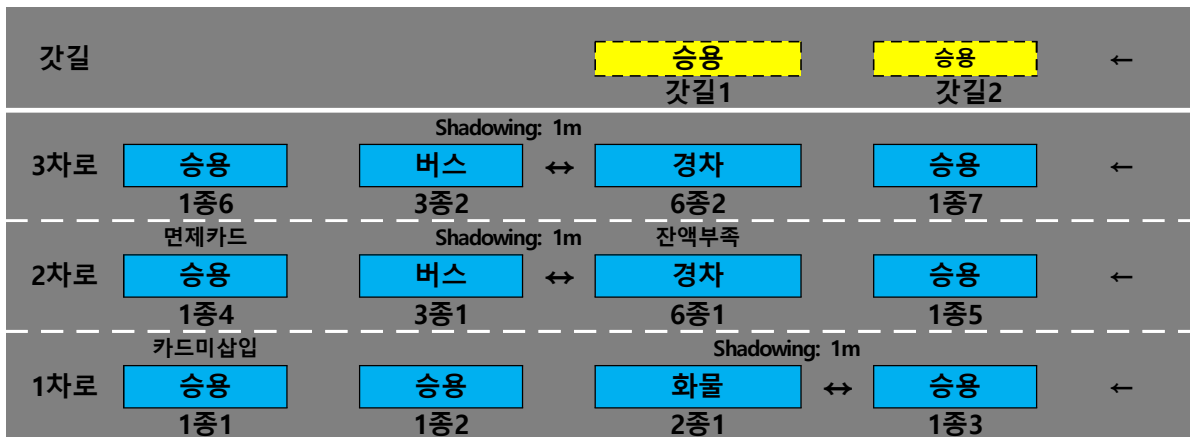 갓길 승용 승용 ←
갓길1 갓길2
Shadowing: 1m
3차로 승용 버스 ↔ 경차 승용 ←
1종6 3종2 6종2 1종7
면제카드 Shadowing: 1m 잔액부족
2차로 승용 버스 ↔ 경차 승용 ←
1종4 3종1 6종1 1종5
카드미삽입 Shadowing: 1m
1차로 승용 승용 화물 ↔ 승용 ←
1종1 1종2 2종1 1종3